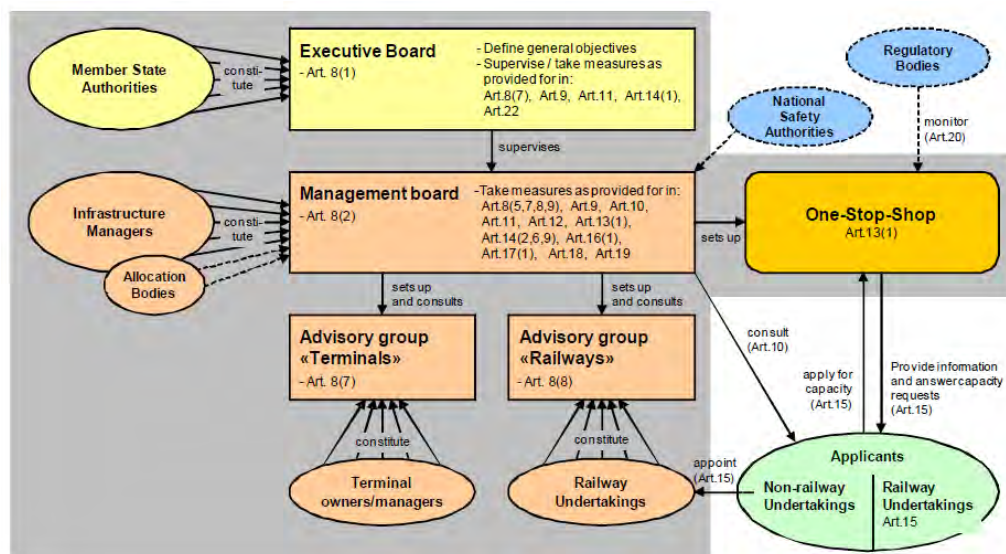 Member State
Authorities
consti-
tute
Executive Board
- Art. 8(1)
- Define general objectives
- Supervise / take measures as
provided for in:
Art.8(7), Art.9, Art.11, Art.14(1),
Art.22
Regulatory
Bodies
National
Safety
Authorities
monitor
(Art.20)
supervises
Infrastructure
Managers
consti-
tute
Allocation
Bodies
Management board
- Art. 8(2)
-Take measures as provided for in:
Art.8(5,7,8,9), Art.9, Art.10,
Art.11, Art.12, Art.13(1),
Art.14(2,6,9), Art.16(1),
Art.17(1), Art.18, Art.19
sets up
One-Stop-Shop
Art.13(1)
sets up
and consults
sets up
and consults
Advisory group
«Terminals»
- Art. 8(7)
Advisory group
«Railways»
- Art. 8(8)
consult
(Art.10)
apply for
capacity
(Art.15)
Provide information
and answer capacity
requests
(Art.15)
constitute
constitute
Terminal
owners/managers
Railway
Undertakings
appoint
(Art.15)
Applicants
Non-railway
Undertakings
Railway
Undertakings
Art.15